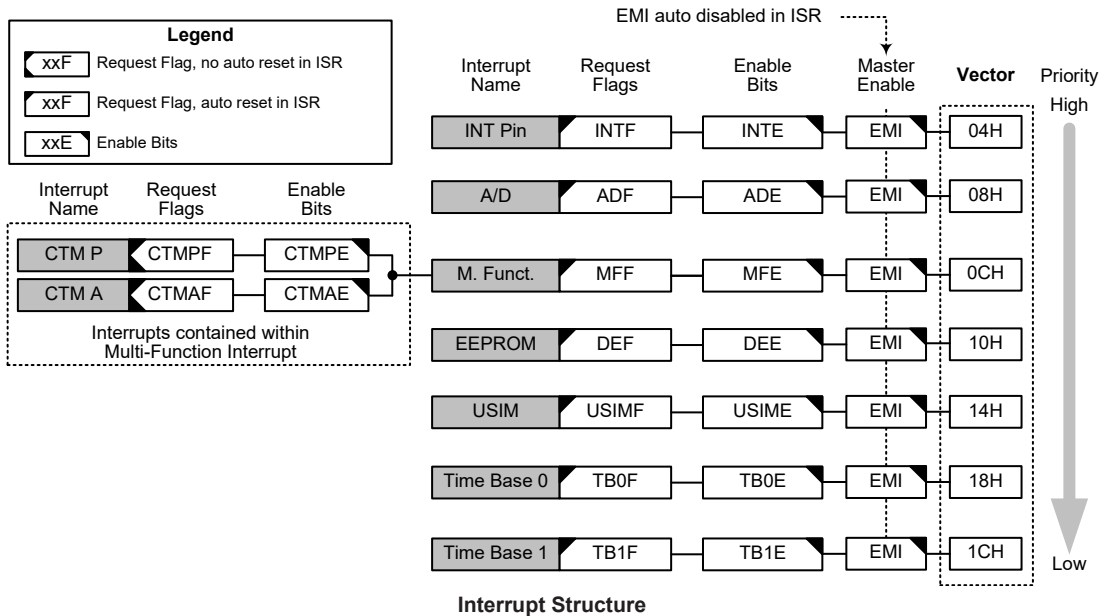 EMI auto disabled in ISR
Legend
xxF Request Flag, no auto reset in ISR
xxF Request Flag, auto reset in ISR
xxE Enable Bits
Interrupt Name Request Flags Enable Bits Master Enable Vector Priority
High
INT Pin INTF INTE EMI 04H
A/D ADF ADE EMI 08H
Interrupt Name Request Flags Enable Bits
CTM P CTMPF CTMPE
CTM A CTMAF CTMAE
M. Funct. MFF MFE EMI 0CH
Interrupts contained within
Multi-Function Interrupt
EEPROM DEF DEE EMI 10H
USIM USIMF USIME EMI 14H
Time Base 0 TB0F TB0E EMI 18H
Time Base 1 TB1F TB1E EMI 1CH
Low
Interrupt Structure